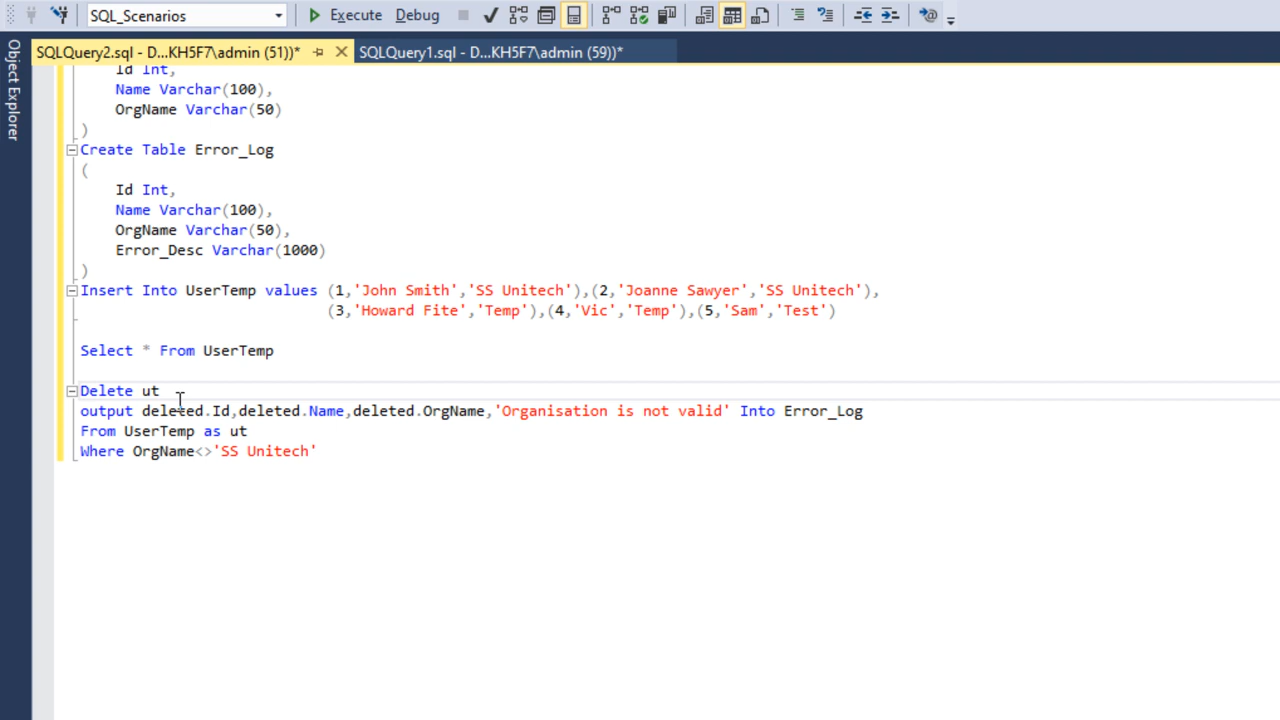 SQL_Scenarios Execute Debug
Object Explorer
SQLQuery2.sql - D...KH5F7\admin (51))* SQLQuery1.sql - D...KH5F7\admin (59))*
Id Int,
Name Varchar(100),
OrgName Varchar(50)
)
Create Table Error_Log
(
Id Int,
Name Varchar(100),
OrgName Varchar(50),
Error_Desc Varchar(1000)
)
Insert Into UserTemp values (1,'John Smith','SS Unitech'),(2,'Joanne Sawyer','SS Unitech'),
(3,'Howard Fite','Temp'),(4,'Vic','Temp'),(5,'Sam','Test')
Select * From UserTemp
Delete ut
output deleted.Id,deleted.Name,deleted.OrgName,'Organisation is not valid' Into Error_Log
From UserTemp as ut
Where OrgName<>'SS Unitech'